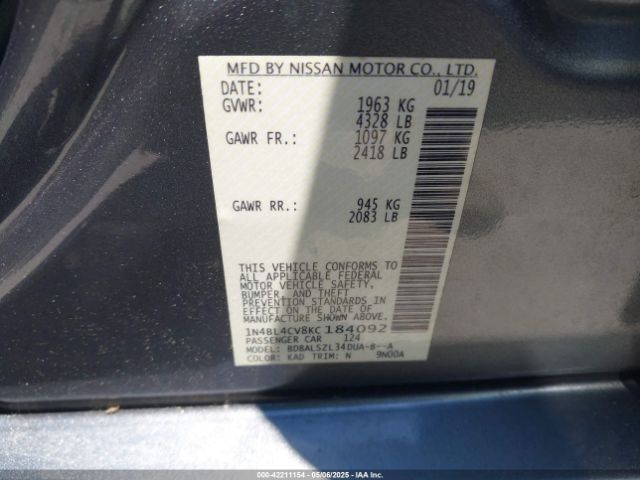 MFD BY NISSAN MOTOR CO., LTD.
DATE: 01/19
GVWR: 1963 KG
4328 LB
GAWR FR.: 1097 KG
2418 LB
GAWR RR.: 945 KG
2083 LB
THIS VEHICLE CONFORMS TO
ALL APPLICABLE FEDERAL
MOTOR VEHICLE SAFETY,
BUMPER, AND THEFT
PREVENTION STANDARDS IN
EFFECT ON THE DATE OF
MANUFACTURE SHOWN ABOVE.
1N4BL4CV8KC184092
PASSENGER CAR 124
MODEL: BDBALSZL34DUA-B--A
COLOR: KAD TRIM: N 9N00A
000-42211154 - 05/06/2025 - IAA Inc.